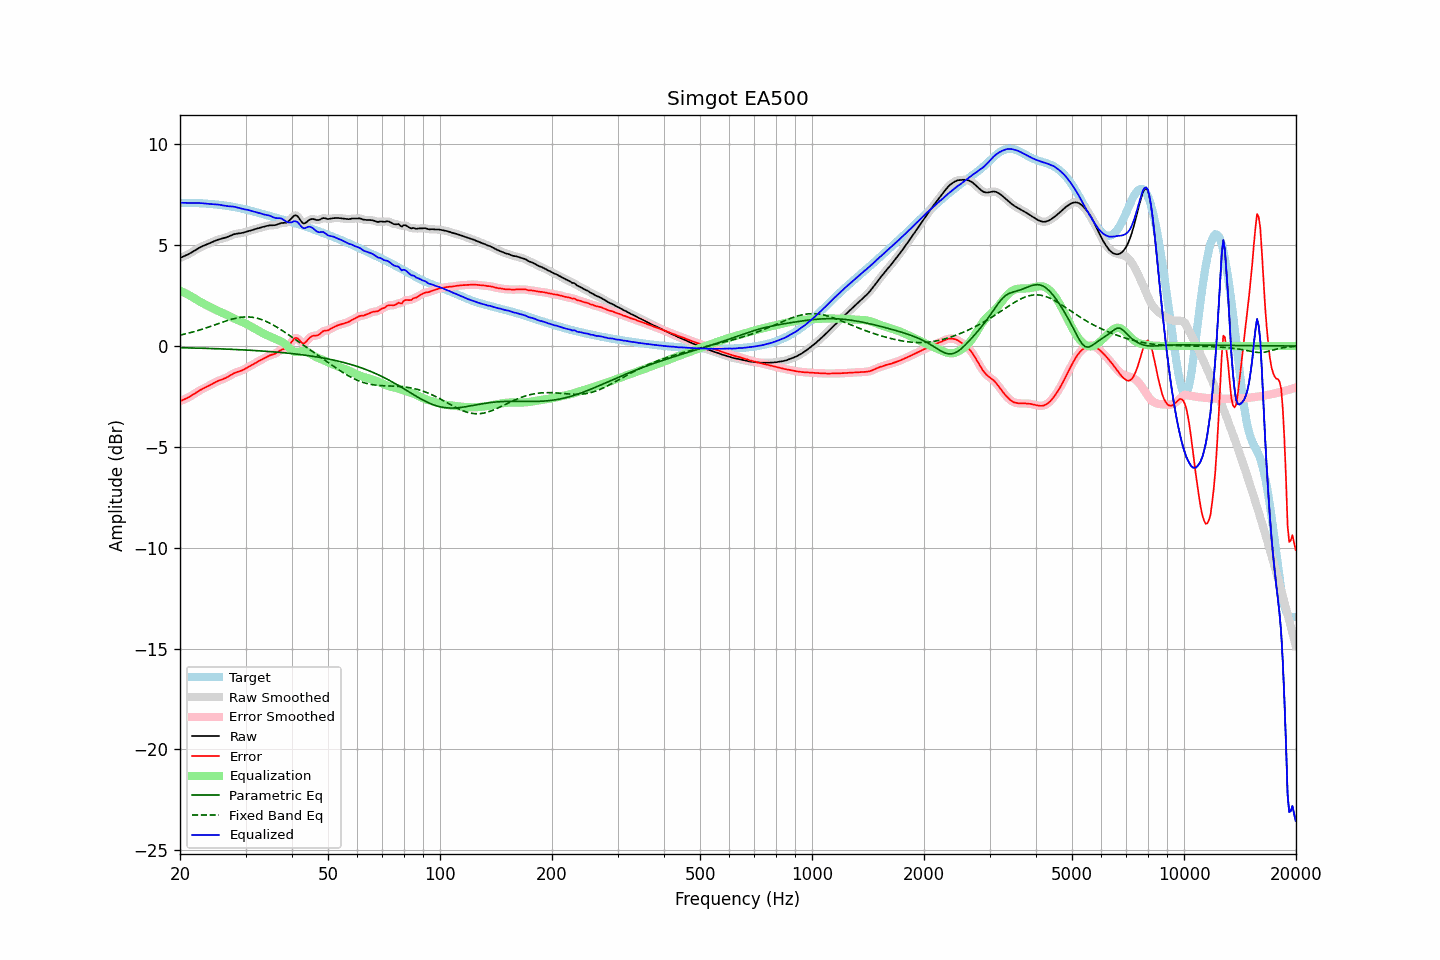 Simgot EA500
Amplitude (dBr)
10
5
0
−5
−10
−15
−20
−25
Target
Raw Smoothed
Error Smoothed
Raw
Error
Equalization
Parametric Eq
Fixed Band Eq
Equalized
20 50 100 200 500 1000 2000 5000 10000 20000
Frequency (Hz)